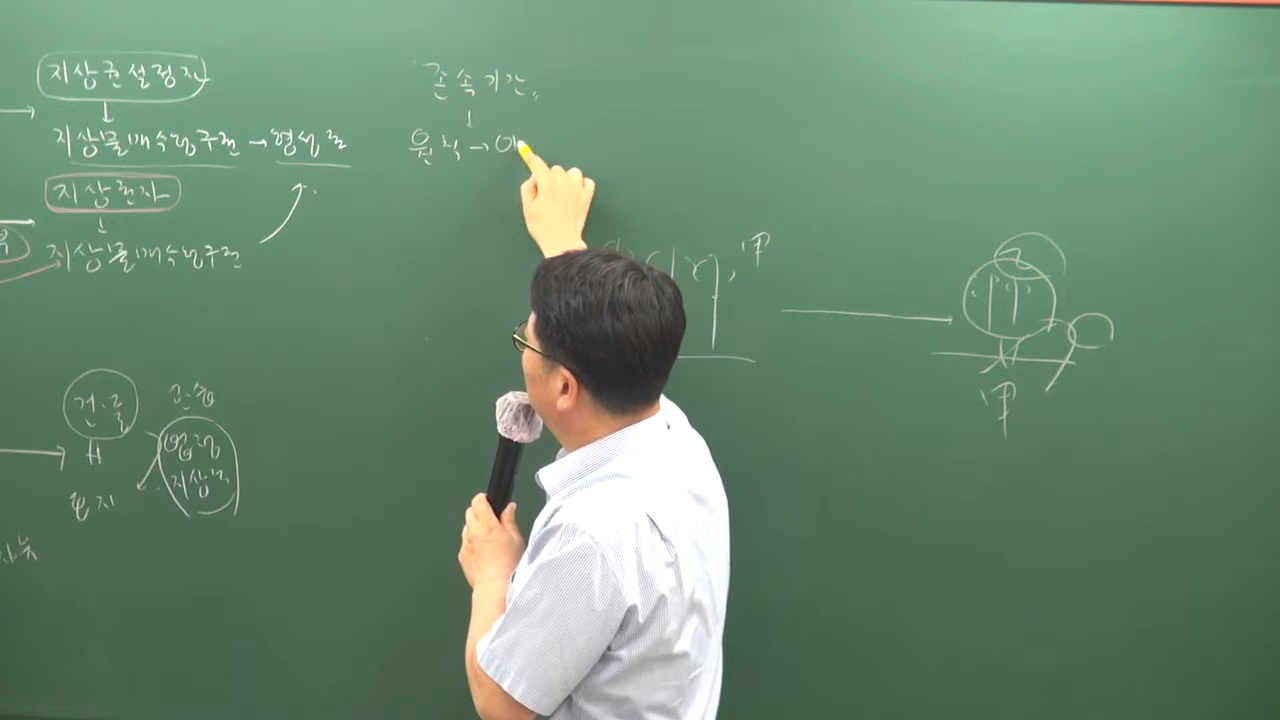 지상권설정자
↓
지상물매수청구권 → 형성권
지상권자
↓
지상물매수청구권
"존속기간"
↓
원칙 →
甲
甲
건물
토지
법정
지상권